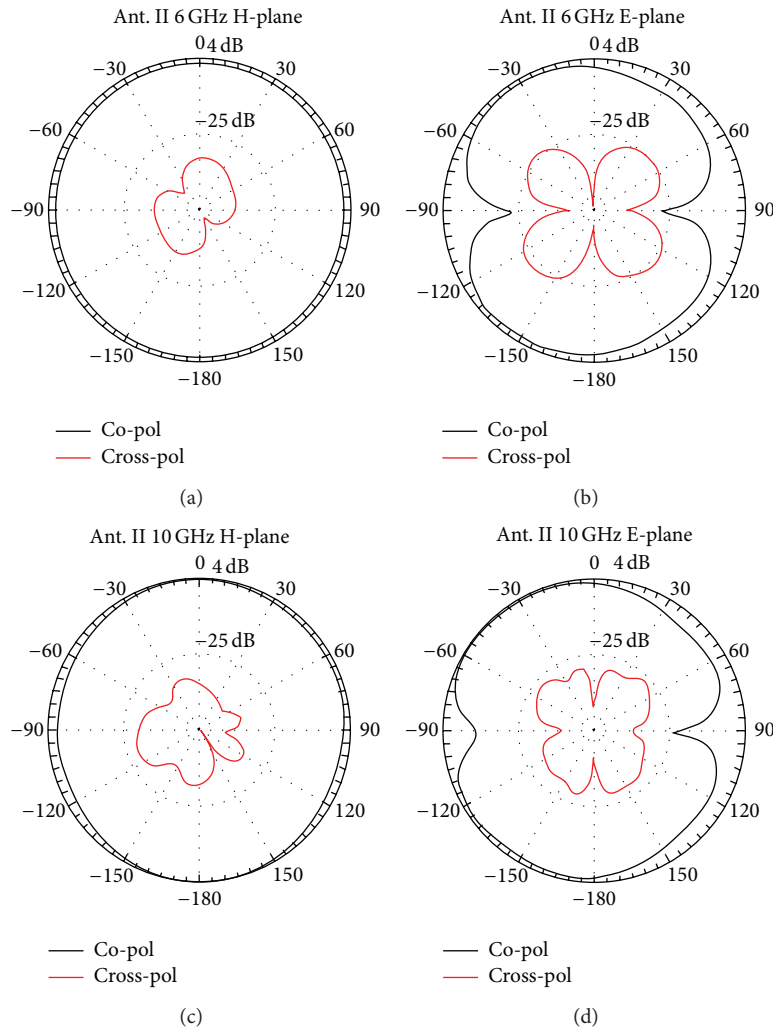 Ant. II 6 GHz H-plane
0 4 dB
−30 30
−60 60
−25 dB
−90 90
−120 120
−150 150
−180
Co-pol
Cross-pol
(a)
Ant. II 6 GHz E-plane
0 4 dB
−30 30
−60 60
−25 dB
−90 90
−120 120
−150 150
−180
Co-pol
Cross-pol
(b)
Ant. II 10 GHz H-plane
0 4 dB
−30 30
−60 60
−25 dB
−90 90
−120 120
−150 150
−180
Co-pol
Cross-pol
(c)
Ant. II 10 GHz E-plane
0 4 dB
−30 30
−60 60
−25 dB
−90 90
−120 120
−150 150
−180
Co-pol
Cross-pol
(d)